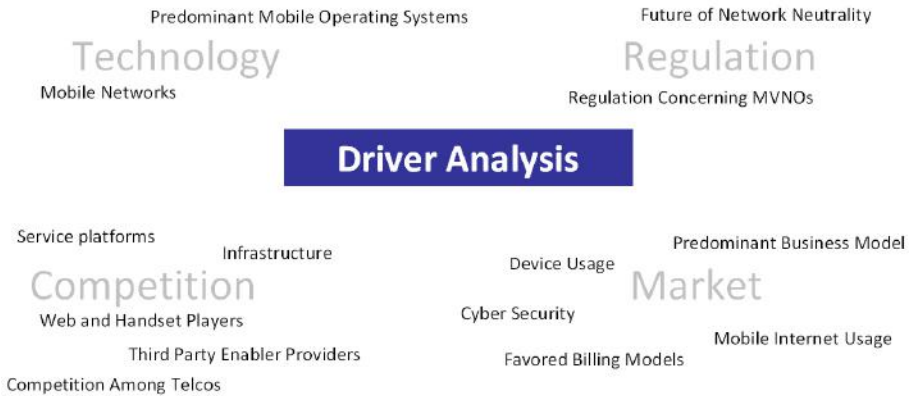 Predominant Mobile Operating Systems
Technology
Mobile Networks
Future of Network Neutrality
Regulation
Regulation Concerning MVNOs
Driver Analysis
Service platforms
Infrastructure
Competition
Web and Handset Players
Third Party Enabler Providers
Competition Among Telcos
Predominant Business Model
Device Usage
Market
Cyber Security
Mobile Internet Usage
Favored Billing Models